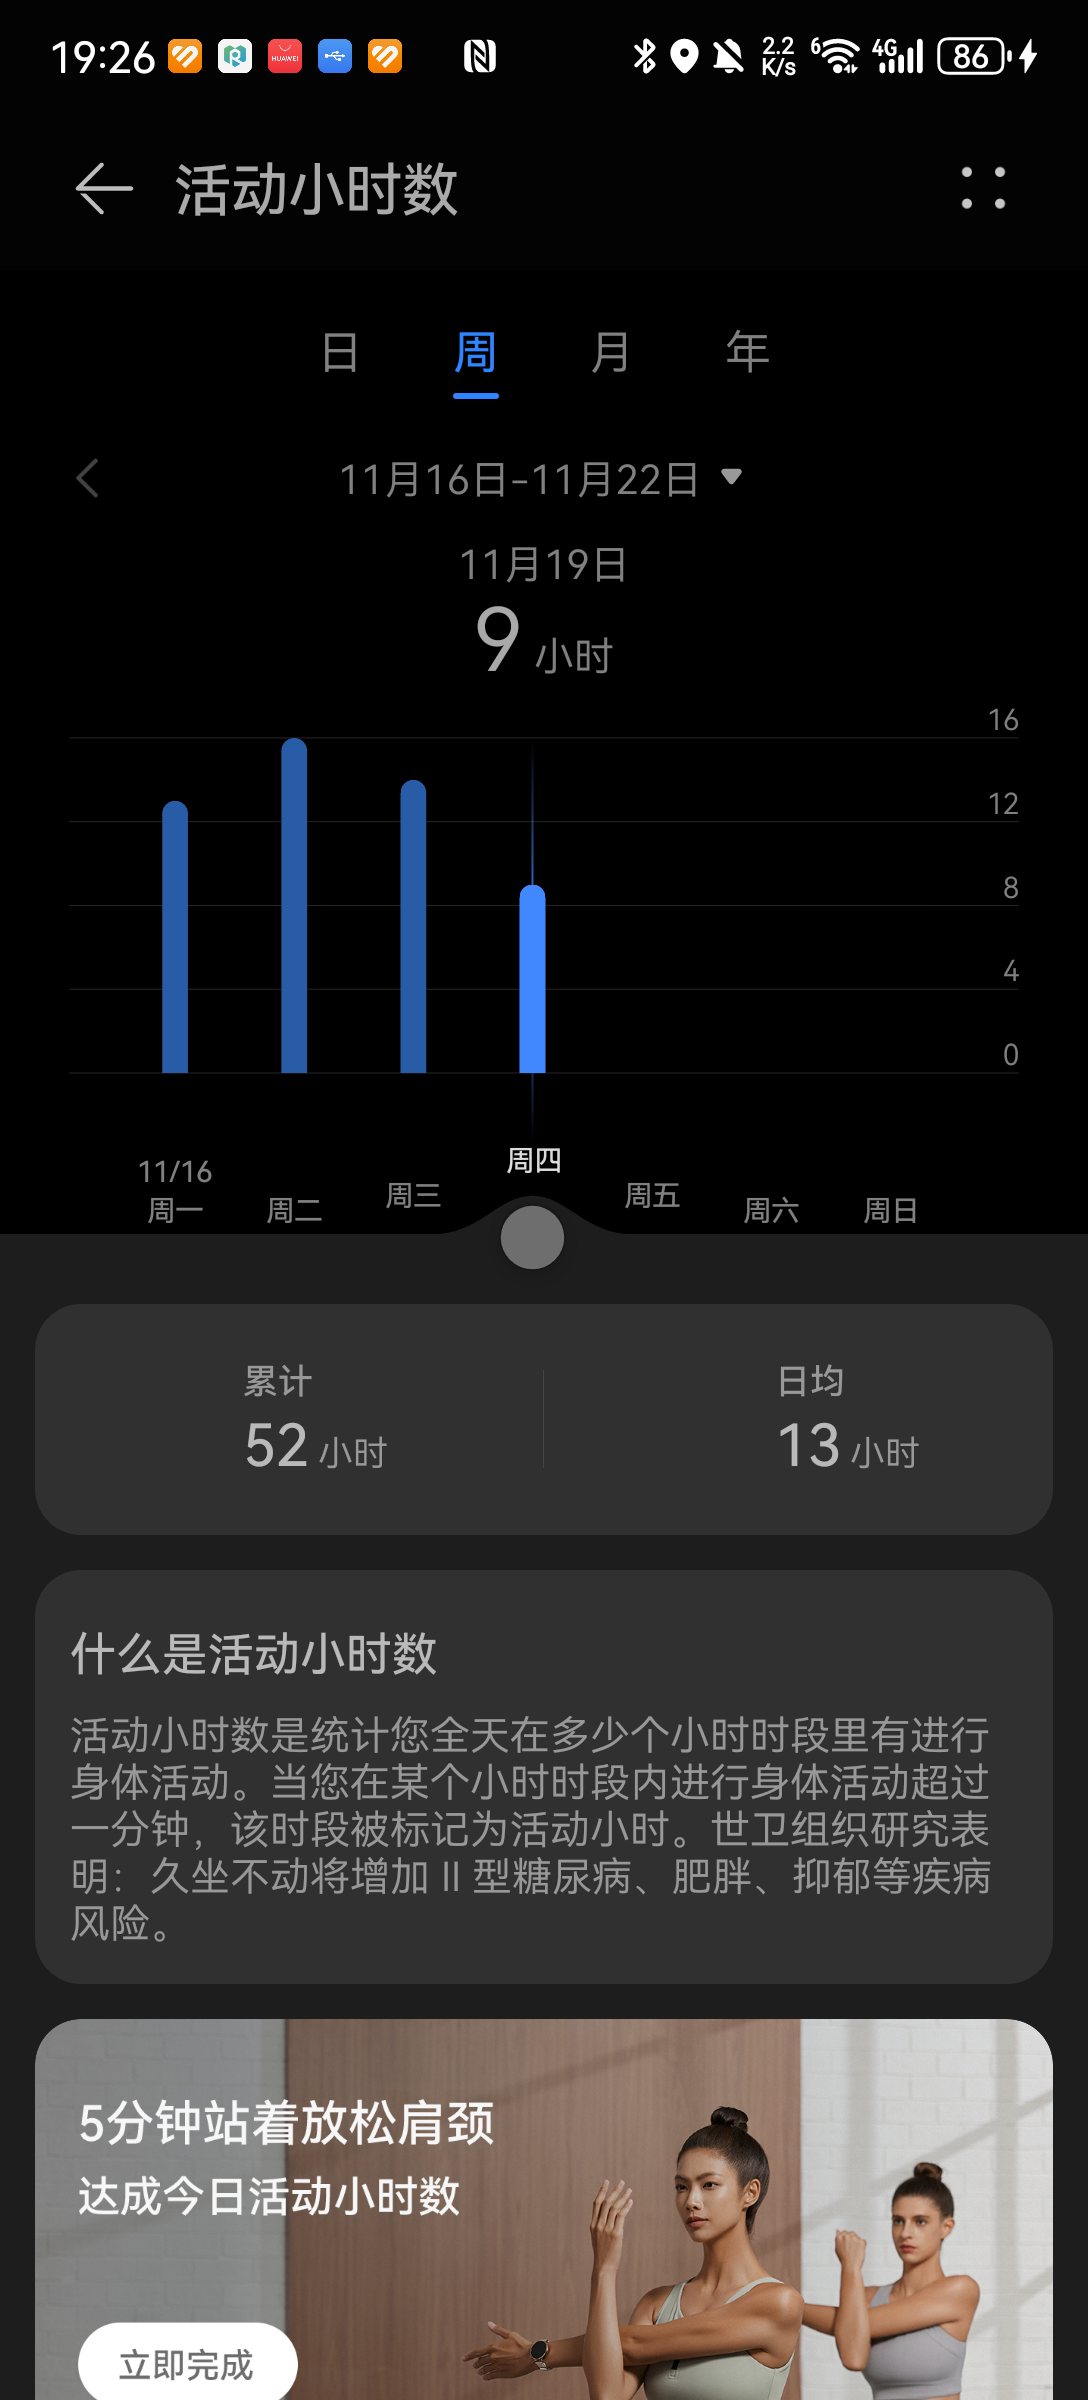 19:26 HUAWEI 2.2 K/s 6 4G 86
活动小时数
日 周 月 年
11月16日-11月22日
11月19日
9 小时
16
12
8
4
0
11/16
周一 周二 周三 周四 周五 周六 周日
累计 日均
52 小时 13 小时
什么是活动小时数
活动小时数是统计您全天在多少个小时时段里有进行
身体活动。当您在某个小时时段内进行身体活动超过
一分钟，该时段被标记为活动小时。世卫组织研究表
明：久坐不动将增加 II 型糖尿病、肥胖、抑郁等疾病
风险。
5分钟站着放松肩颈
达成今日活动小时数
立即完成